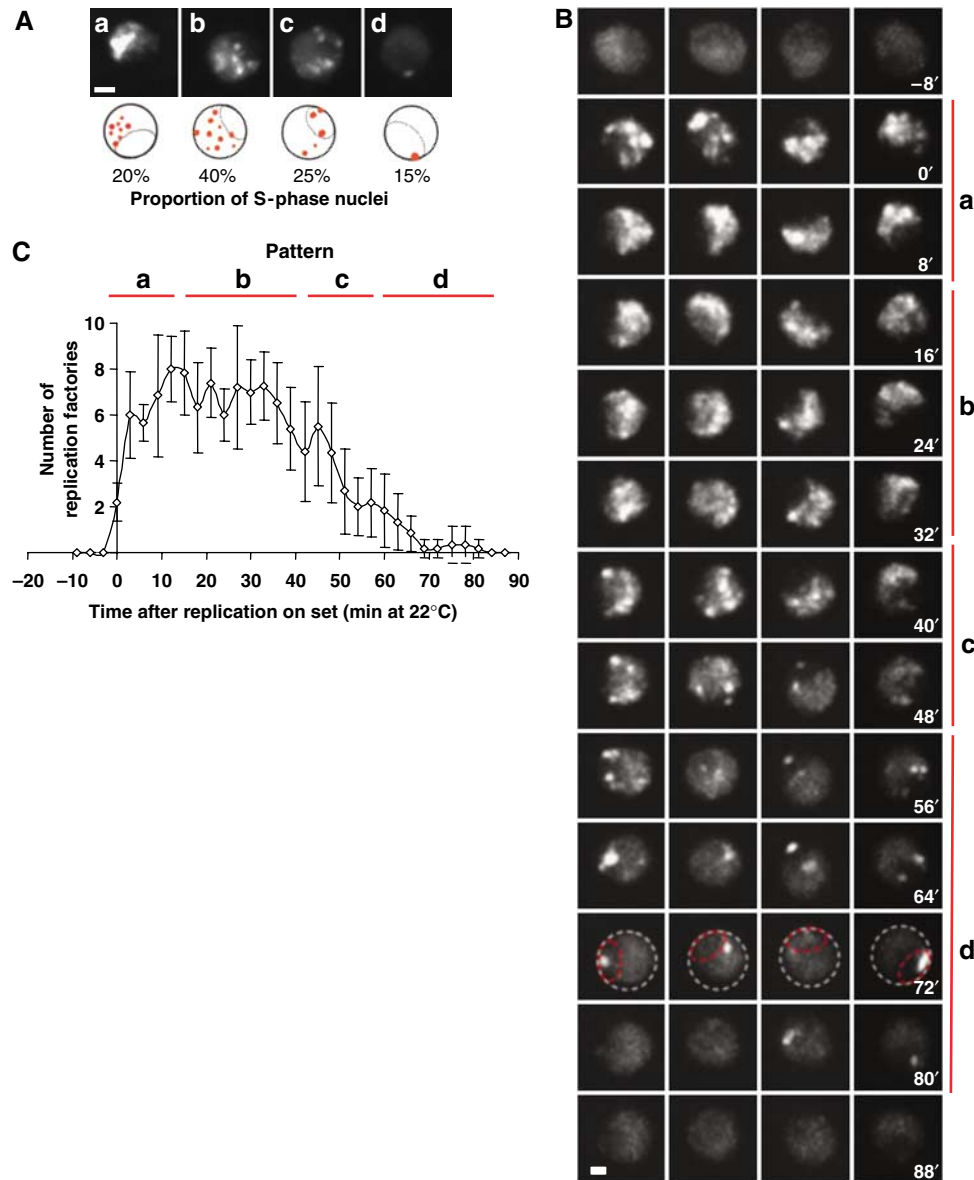 A
a b c d
20% 40% 25% 15%
Proportion of S-phase nuclei
C
Pattern
a b c d
Number of
replication factories
10
8
6
4
2
–20 –10 0 10 20 30 40 50 60 70 80 90
Time after replication on set (min at 22°C)
B
–8′
0′
a
8′
16′
24′
b
32′
40′
c
48′
56′
64′
72′
d
80′
88′